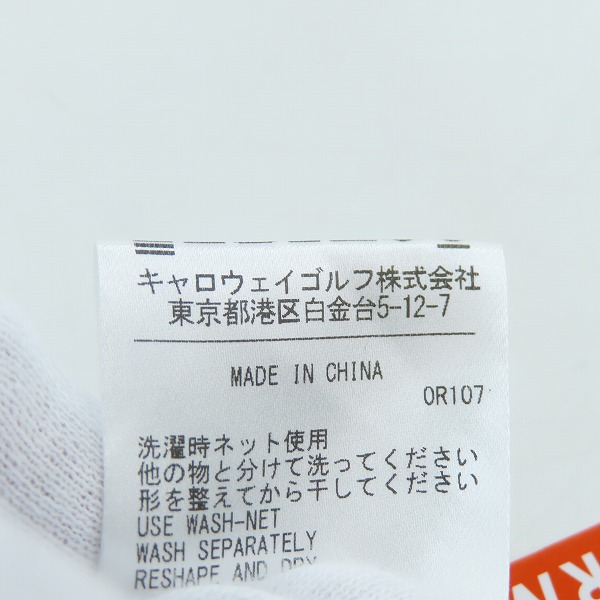 キャロウェイゴルフ株式会社
東京都港区白金台5-12-7
MADE IN CHINA
0R107
洗濯時ネット使用
他の物と分けて洗ってください
形を整えてから干してください
USE WASH-NET
WASH SEPARATELY
RESHAPE AND DRY
RN